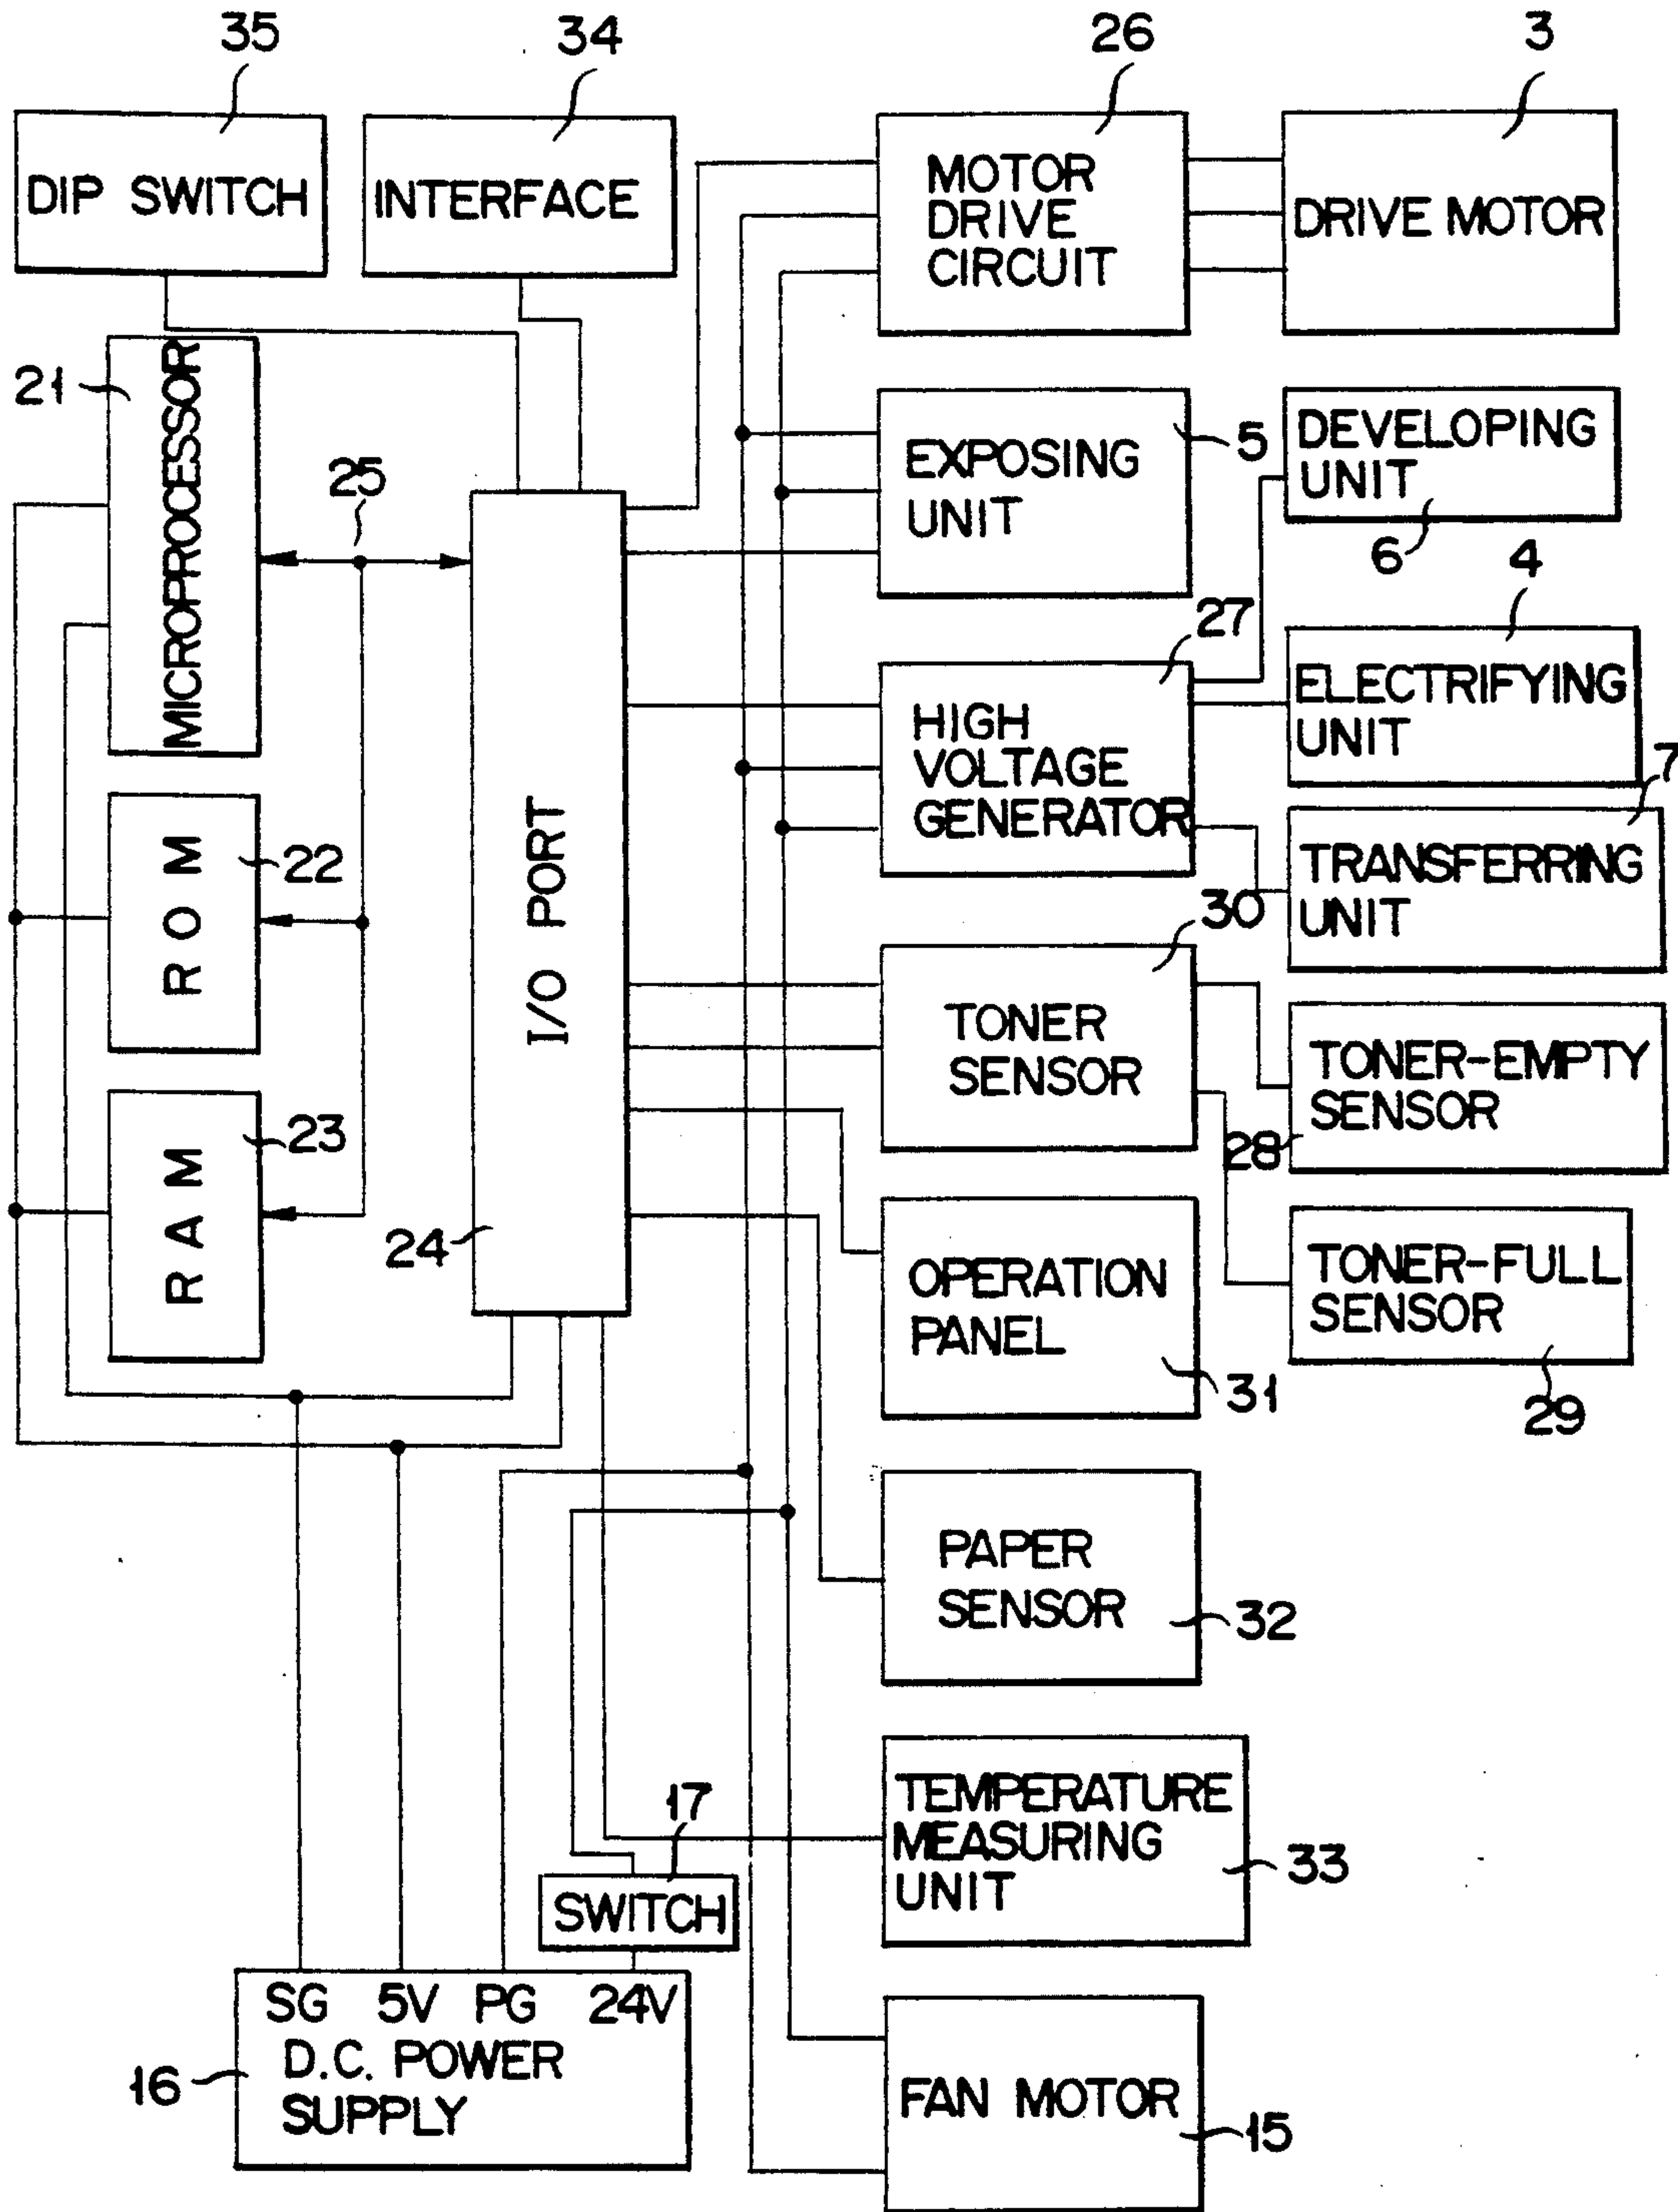 35
34
26
3
DIP SWITCH
INTERFACE
MOTOR
DRIVE
CIRCUIT
DRIVE MOTOR
21
MICROPROCESSOR
25
EXPOSING
UNIT
5
DEVELOPING
UNIT
6
4
27
HIGH
VOLTAGE
GENERATOR
ELECTRIFYING
UNIT
7
ROM
22
I/O PORT
TRANSFERRING
UNIT
30
TONER
SENSOR
TONER-EMPTY
SENSOR
28
RAM
23
24
OPERATION
PANEL
31
TONER-FULL
SENSOR
29
PAPER
SENSOR
32
17
SWITCH
TEMPERATURE
MEASURING
UNIT
33
SG 5V PG 24V
D.C. POWER
SUPPLY
16
FAN MOTOR
15